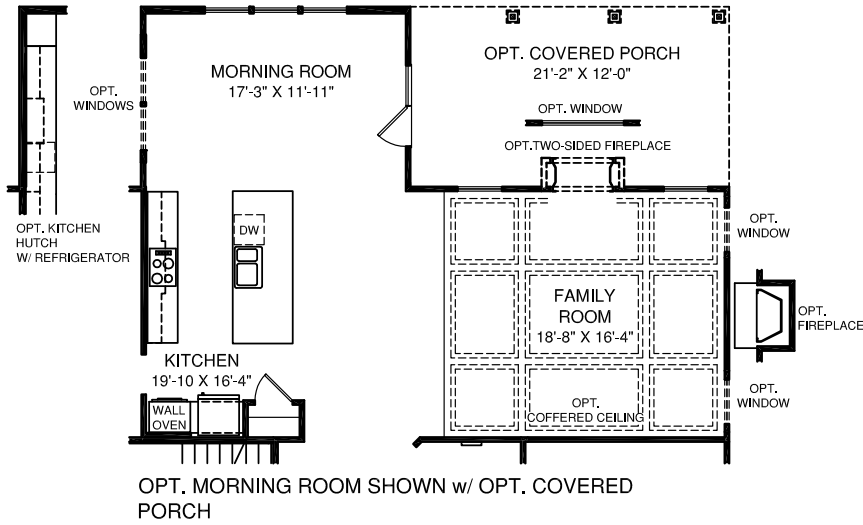 MORNING ROOM
17'-3" X 11'-11"
OPT. COVERED PORCH
21'-2" X 12'-0"
OPT.
WINDOWS
OPT. WINDOW
OPT.TWO-SIDED FIREPLACE
OPT. KITCHEN
HUTCH
W/ REFRIGERATOR
DW
OPT.
WINDOW
FAMILY
ROOM
18'-8" X 16'-4"
OPT.
FIREPLACE
KITCHEN
19'-10 X 16'-4"
WALL
OVEN
OPT.
COFFERED CEILING
OPT.
WINDOW
OPT. MORNING ROOM SHOWN w/ OPT. COVERED
PORCH